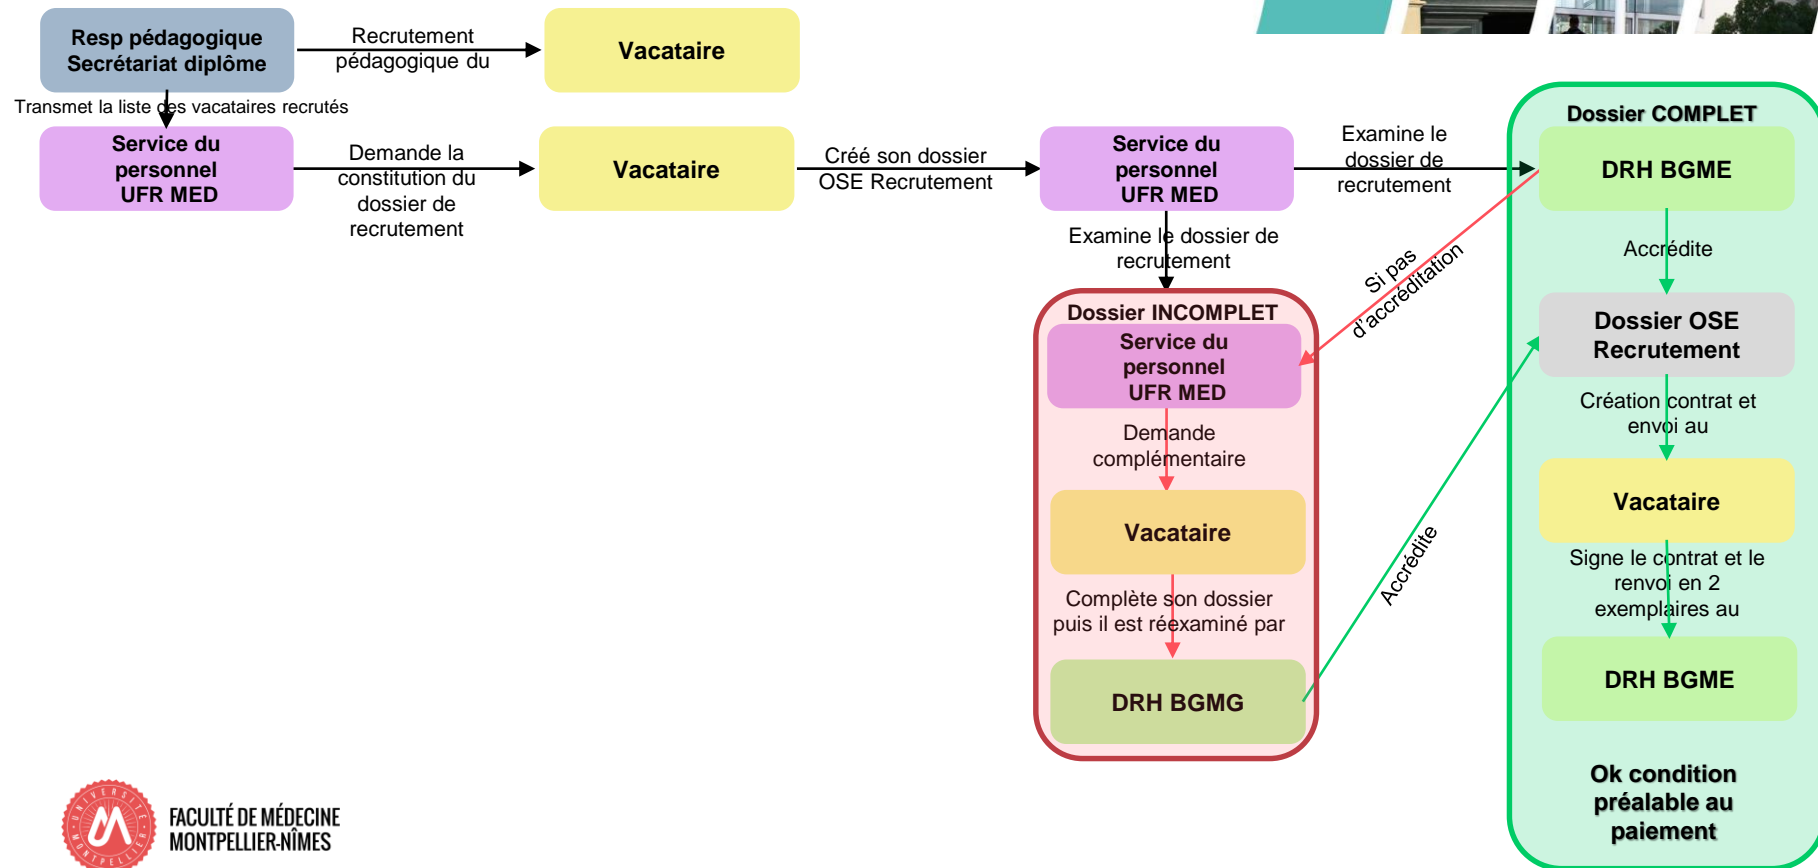 Resp pédagogique
Secrétariat diplôme
Recrutement
pédagogique du
Vacataire
Transmet la liste des vacataires recrutés
Service du
personnel
UFR MED
Demande la
constitution du
dossier de
recrutement
Vacataire
Créé son dossier
OSE Recrutement
Service du
personnel
UFR MED
Examine le
dossier de
recrutement
Dossier COMPLET
DRH BGME
Examine le dossier de
recrutement
Si pas
d'accréditation
Accrédite
Dossier INCOMPLET
Service du
personnel
UFR MED
Dossier OSE
Recrutement
Demande
complémentaire
Création contrat et
envoi au
Vacataire
Vacataire
Complète son dossier
puis il est réexaminé par
Accrédite
Signe le contrat et le
renvoi en 2
exemplaires au
DRH BGMG
DRH BGME
Ok condition
préalable au
paiement
UNIVERSITÉ
MONTPELLIER
FACULTÉ DE MÉDECINE
MONTPELLIER-NÎMES